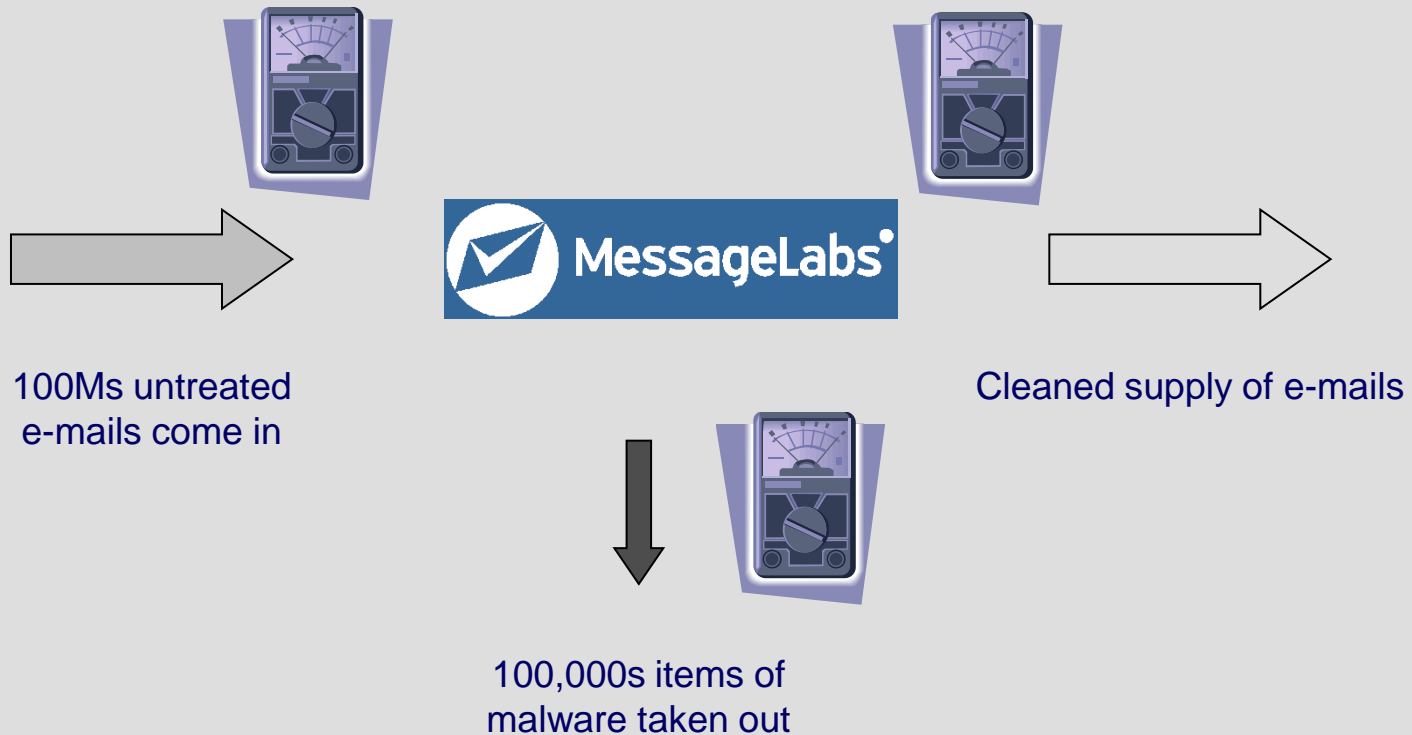 MessageLabs
100Ms untreated
e-mails come in
Cleaned supply of e-mails
100,000s items of
malware taken out